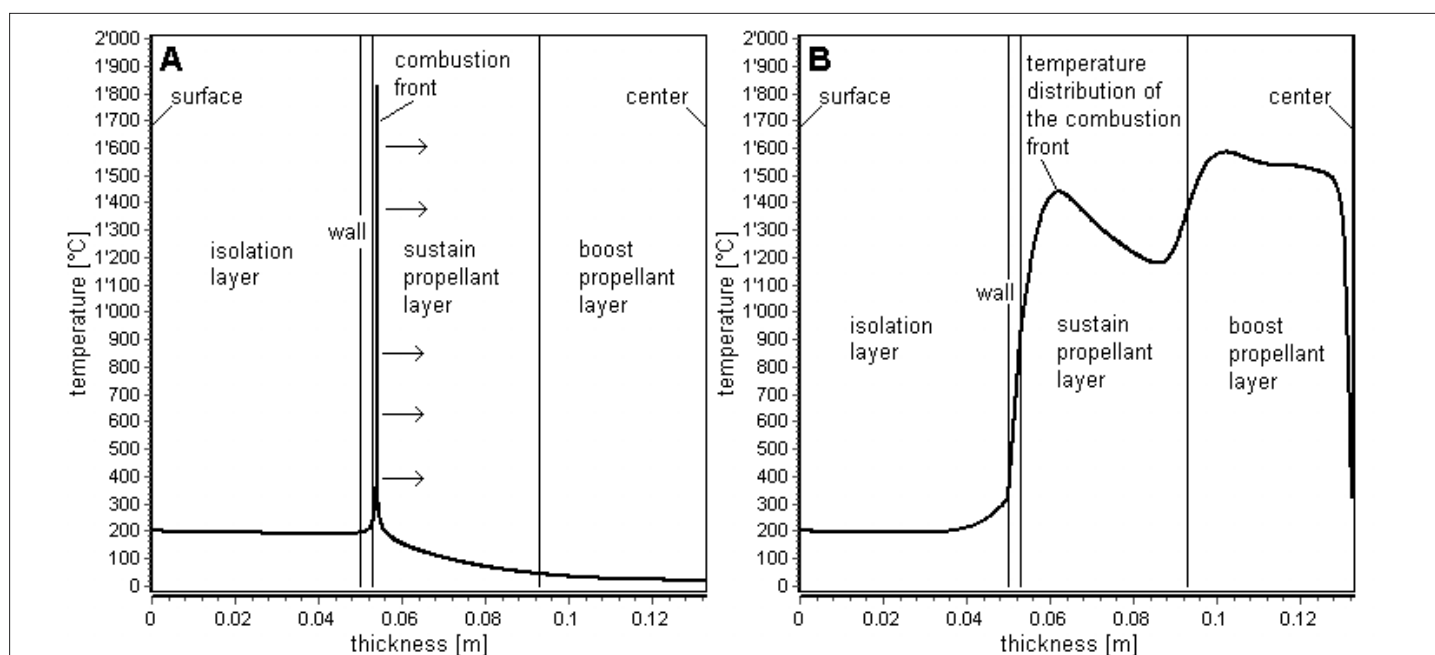 A
2'000
1'900
1'800
1'700
1'600
1'500
1'400
1'300
1'200
1'100
1'000
900
800
700
600
500
400
300
200
100
0
temperature [°C]
surface
combustion
front
center
wall
isolation
layer
sustain
propellant
layer
boost
propellant
layer
0
0.02
0.04
0.06
0.08
0.1
0.12
thickness [m]
B
2'000
1'900
1'800
1'700
1'600
1'500
1'400
1'300
1'200
1'100
1'000
900
800
700
600
500
400
300
200
100
0
temperature [°C]
surface
temperature
distribution of
the combustion
front
center
wall
isolation
layer
sustain
propellant
layer
boost
propellant
layer
0
0.02
0.04
0.06
0.08
0.1
0.12
thickness [m]